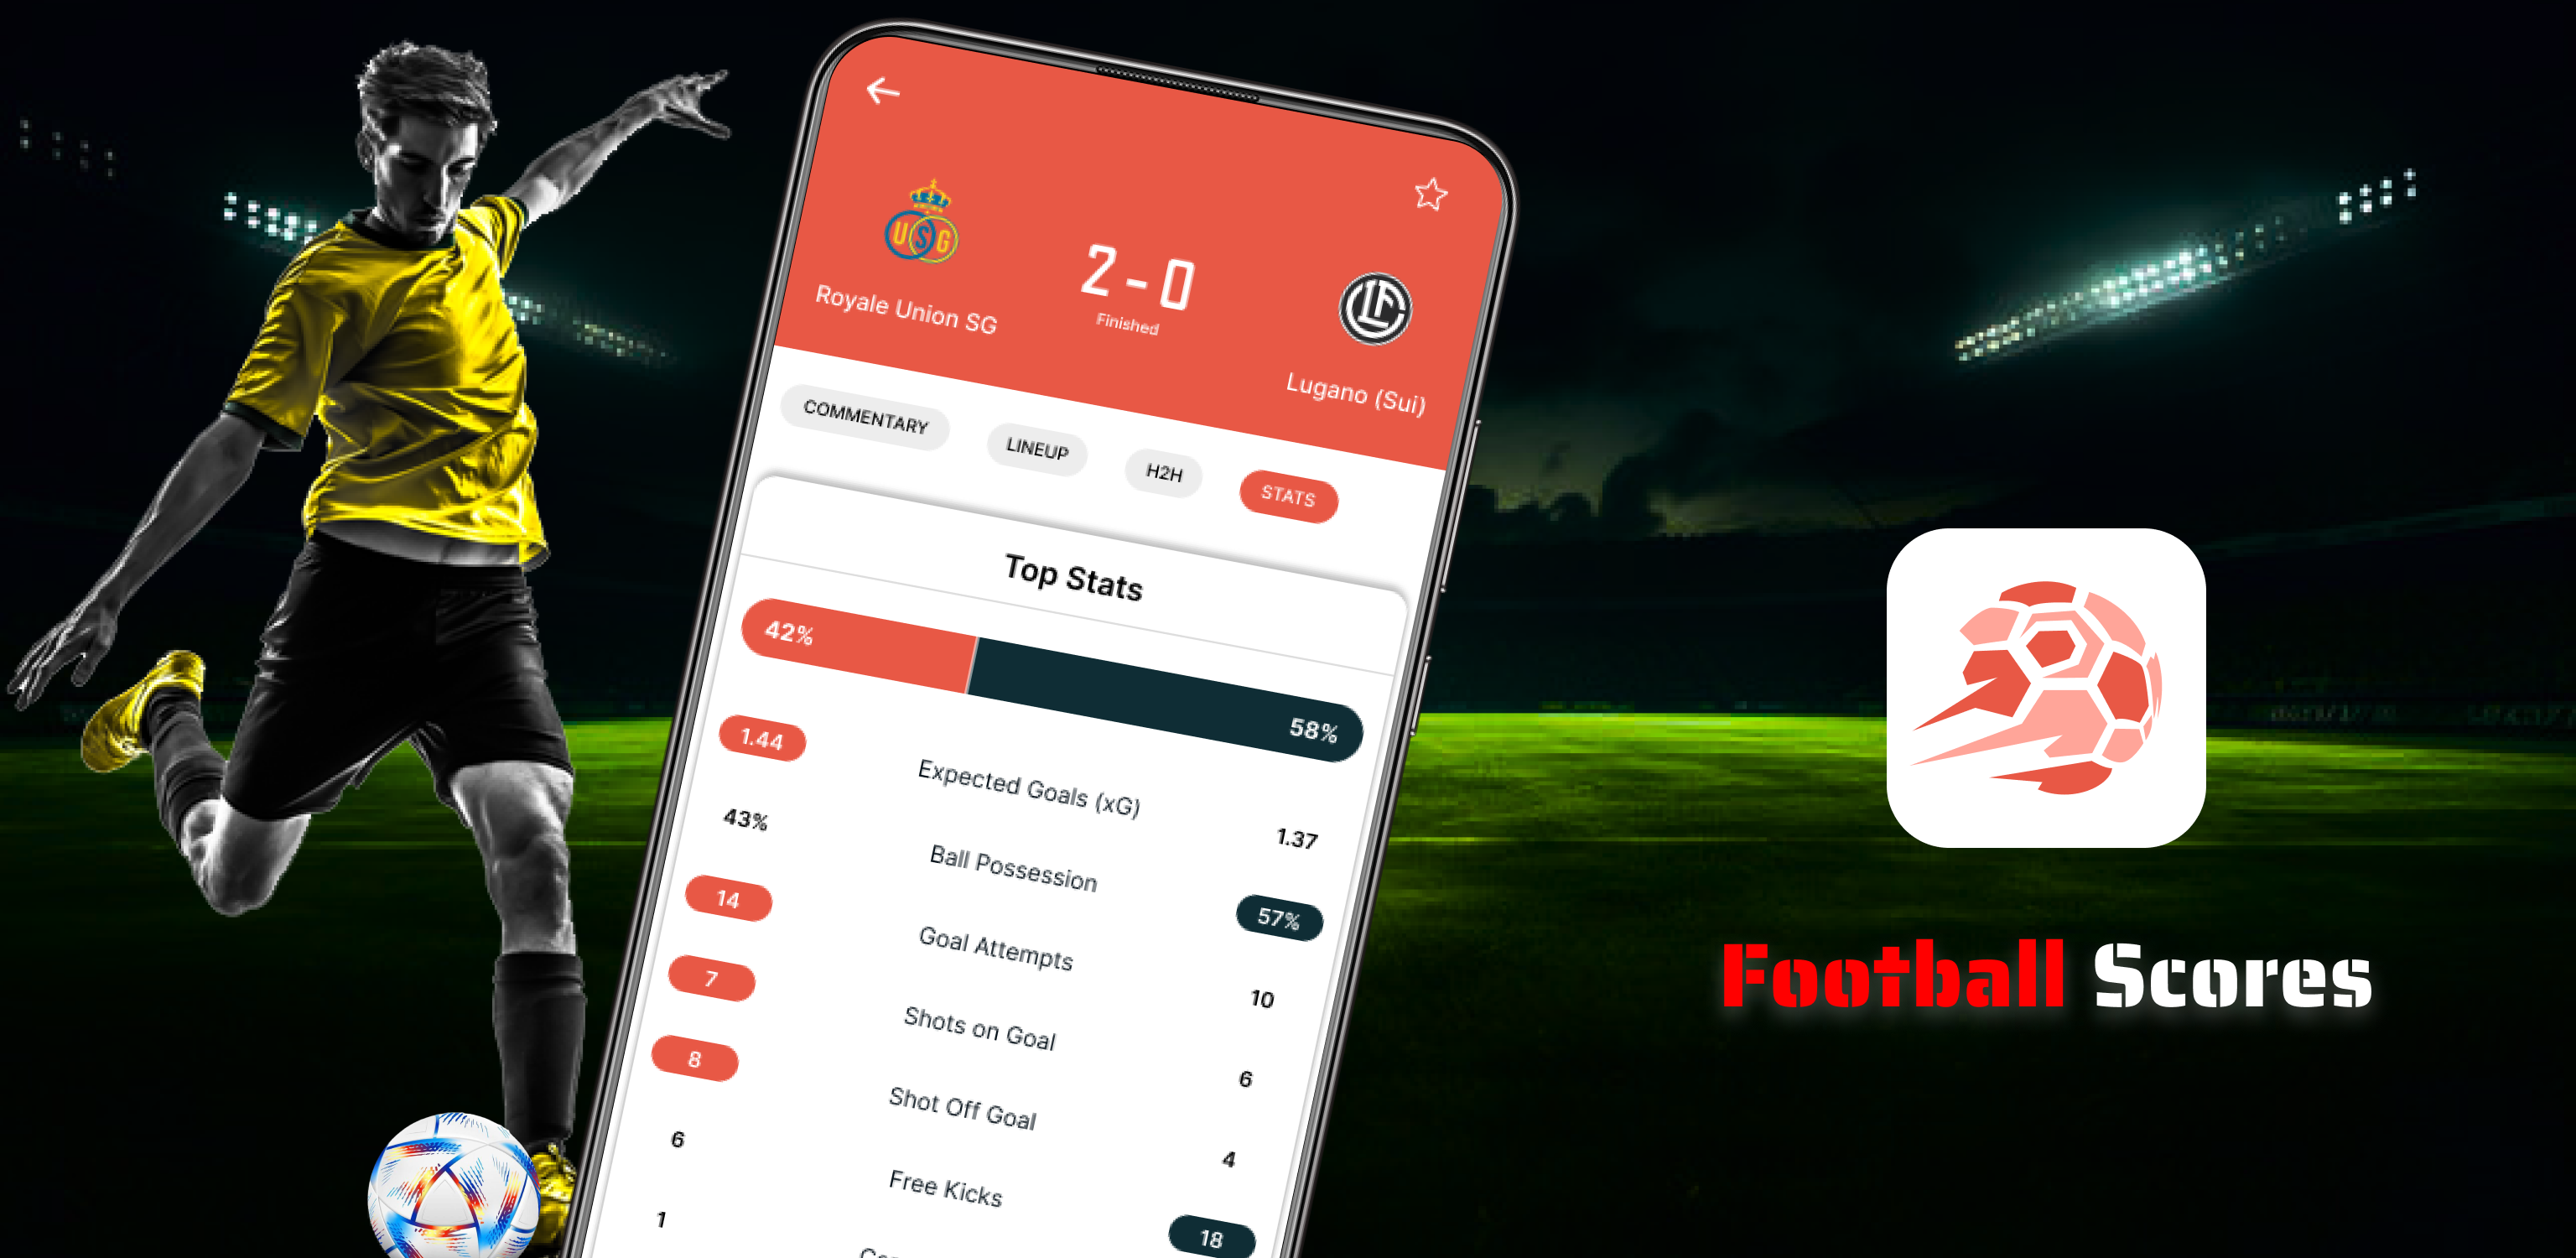 USG
2 - 0
Finished
Royale Union SG
Lugano (Sui)
COMMENTARY
LINEUP
H2H
STATS
Top Stats
42%
58%
1.44 Expected Goals (xG) 1.37
43% Ball Possession 57%
14 Goal Attempts 10
7 Shots on Goal 6
8 Shot Off Goal 4
6 Free Kicks 18
1
Football Scores